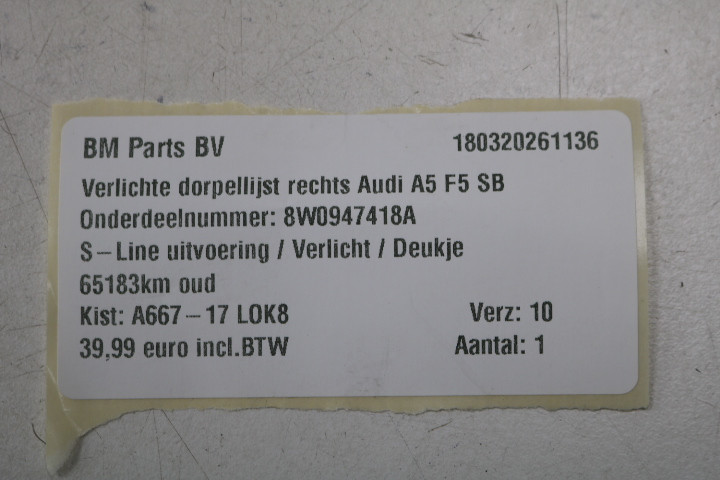 BM Parts BV 180320261136
Verlichte dorpellijst rechts Audi A5 F5 SB
Onderdeelnummer: 8W0947418A
S-Line uitvoering / Verlicht / Deukje
65183km oud
Kist: A667-17 LOK8 Verz: 10
39,99 euro incl.BTW Aantal: 1